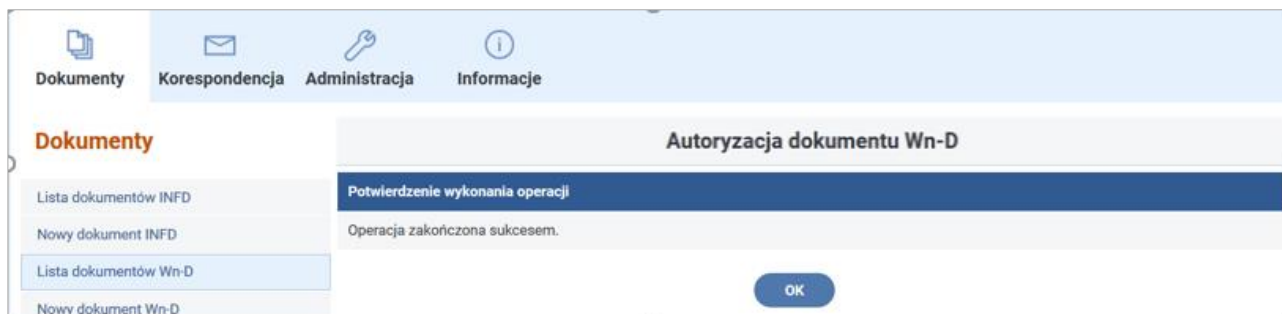 Dokumenty Korespondencja Administracja Informacje
Dokumenty
Autoryzacja dokumentu Wn-D
Lista dokumentów INFD
Potwierdzenie wykonania operacji
Nowy dokument INFD
Operacja zakończona sukcesem.
Lista dokumentów Wn-D
OK
Nowy dokument Wn-D